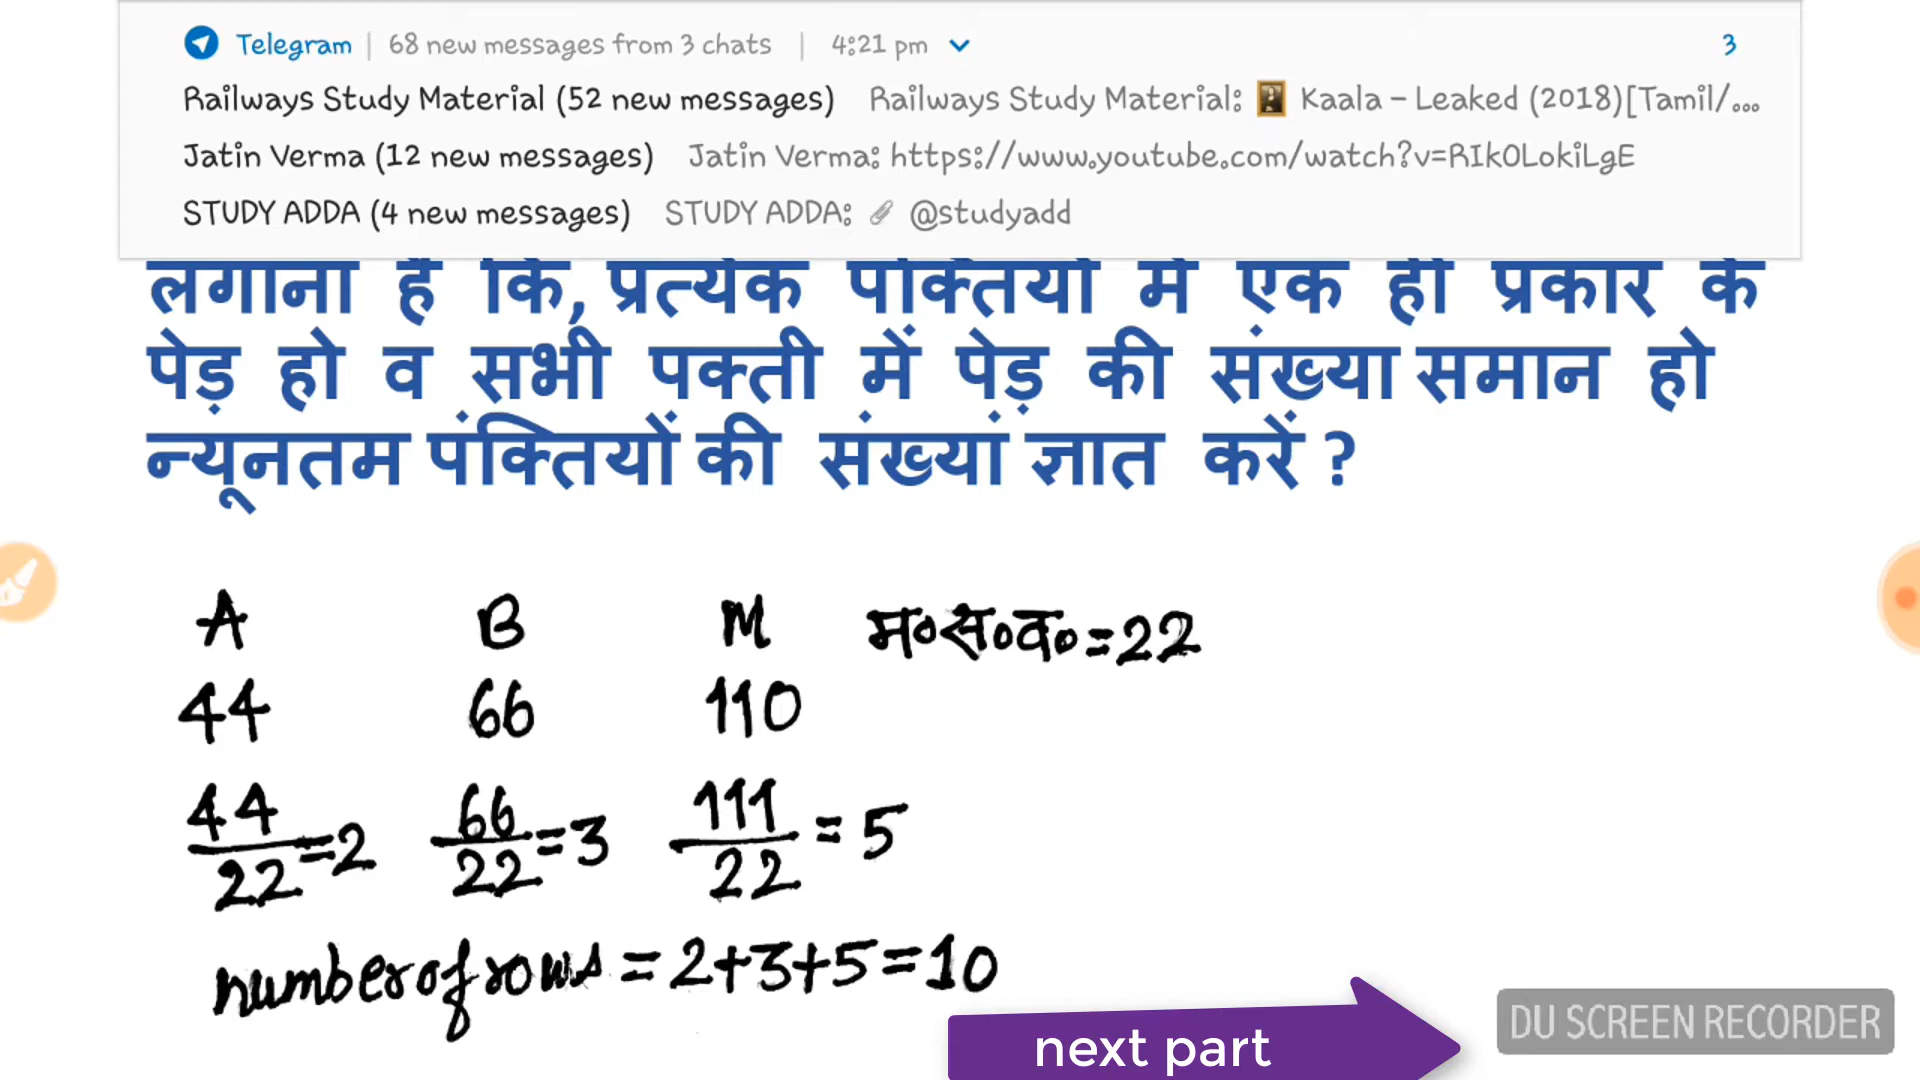 Telegram | 68 new messages from 3 chats | 4:21 pm 3
Railways Study Material (52 new messages) Railways Study Material: Kaala – Leaked (2018)[Tamil/...
Jatin Verma (12 new messages) Jatin Verma: https://www.youtube.com/watch?v=RIkOLokiLgE
STUDY ADDA (4 new messages) STUDY ADDA: @studyadd
लगाना है कि, प्रत्येक पंक्तियों में एक ही प्रकार के
पेड़ हो व सभी पक्ती में पेड़ की संख्या समान हो
न्यूनतम पंक्तियों की संख्यां ज्ञात करें ?
A B M म०स०व०=22
44 66 110
44/22=2 66/22=3 111/22=5
number of rows = 2+3+5=10
next part
DU SCREEN RECORDER